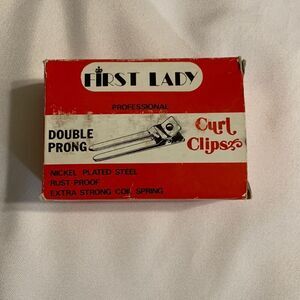 FIRST LADY
PROFESSIONAL
DOUBLE
PRONG
Curl
Clips
NICKEL PLATED STEEL
RUST PROOF
EXTRA STRONG COIL SPRING